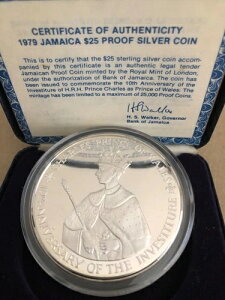 CERTIFICATE OF AUTHENTICITY
1979 JAMAICA $25 PROOF SILVER COIN
This is to certify that the $25 sterling silver coin accom-
panied by this certificate is an authentic legal tender
Jamaican Proof Coin minted by the Royal Mint of London,
under the authorization of Bank of Jamaica. The coin has
been issued to commemorate the 10th Anniversary of the
Investiture of H.R.H. Prince Charles as Prince of Wales. The
mintage has been limited to a maximum of 25,000 Proof Coins.
H. S. Walker, Governor
Bank of Jamaica
ANNIVERSARY OF THE INVESTITURE